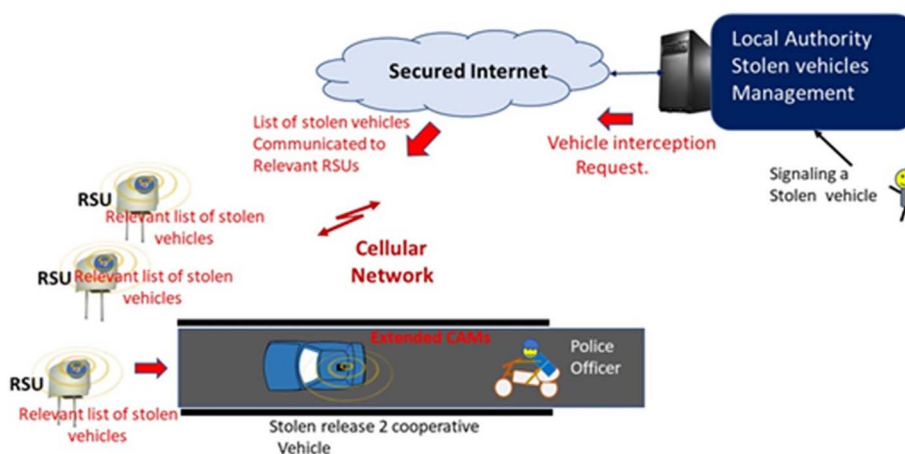 Secured Internet
Local Authority
Stolen vehicles
Management
List of stolen vehicles
Communicated to
Relevant RSUs
Vehicle interception
Request.
Signaling a
Stolen vehicle
RSU
Relevant list of stolen
vehicles
RSU
Relevant list of stolen
vehicles
Cellular
Network
RSU
Relevant list of stolen
vehicles
Extended CAMs
Police
Officer
Stolen release 2 cooperative
Vehicle